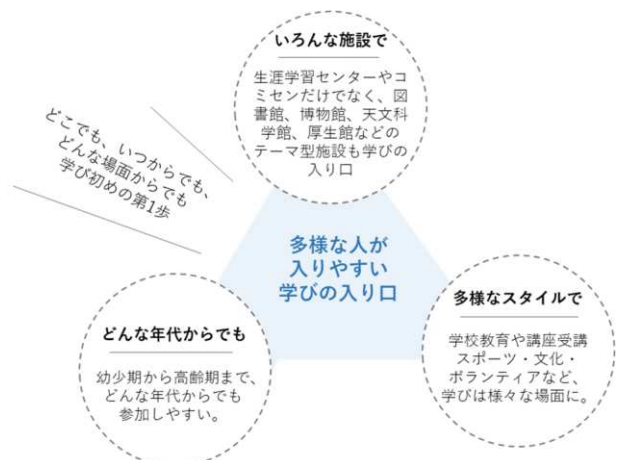 いろんな施設で
生涯学習センターやコ
ミセンだけでなく、図
書館、博物館、天文科
学館、厚生館などの
テーマ型施設も学びの
入り口
どこでも、いつからでも、
どんな場面からでも
学び初めの第1歩
多様な人が
入りやすい
学びの入り口
どんな年代からでも
幼少期から高齢期まで、
どんな年代からでも
参加しやすい。
多様なスタイルで
学校教育や講座受講
スポーツ・文化・
ボランティアなど、
学びは様々な場面に。